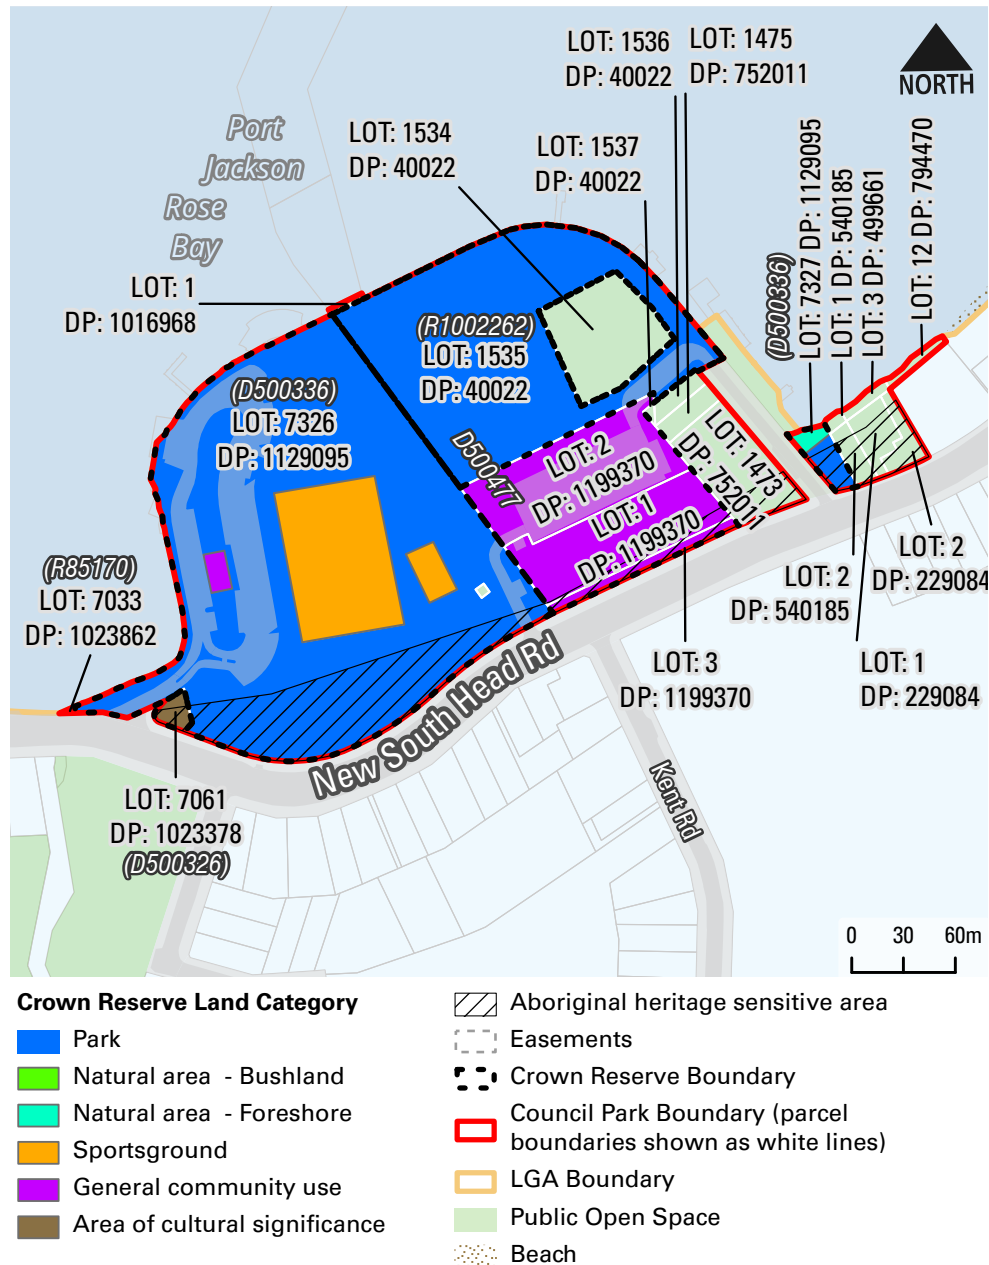 LOT: 1536
DP: 40022
LOT: 1475
DP: 752011
NORTH
Port
Jackson
Rose
Bay
LOT: 1534
DP: 40022
LOT: 1537
DP: 40022
(D500336)
LOT: 7327 DP: 1129095
LOT: 1 DP: 540185
LOT: 3 DP: 499661
LOT: 12 DP: 794470
LOT: 1
DP: 1016968
(R1002262)
LOT: 1535
DP: 40022
(D500336)
LOT: 7326
DP: 1129095
D500477
LOT: 2
DP: 1199370
LOT: 1
DP: 1199370
LOT: 1473
DP: 752011
(R85170)
LOT: 7033
DP: 1023862
LOT: 2
DP: 229084
LOT: 2
DP: 540185
LOT: 1
DP: 229084
LOT: 3
DP: 1199370
New South Head Rd
Kent Rd
LOT: 7061
DP: 1023378
(D500326)
0 30 60m
Crown Reserve Land Category
Park
Natural area - Bushland
Natural area - Foreshore
Sportsground
General community use
Area of cultural significance
Aboriginal heritage sensitive area
Easements
Crown Reserve Boundary
Council Park Boundary (parcel
boundaries shown as white lines)
LGA Boundary
Public Open Space
Beach